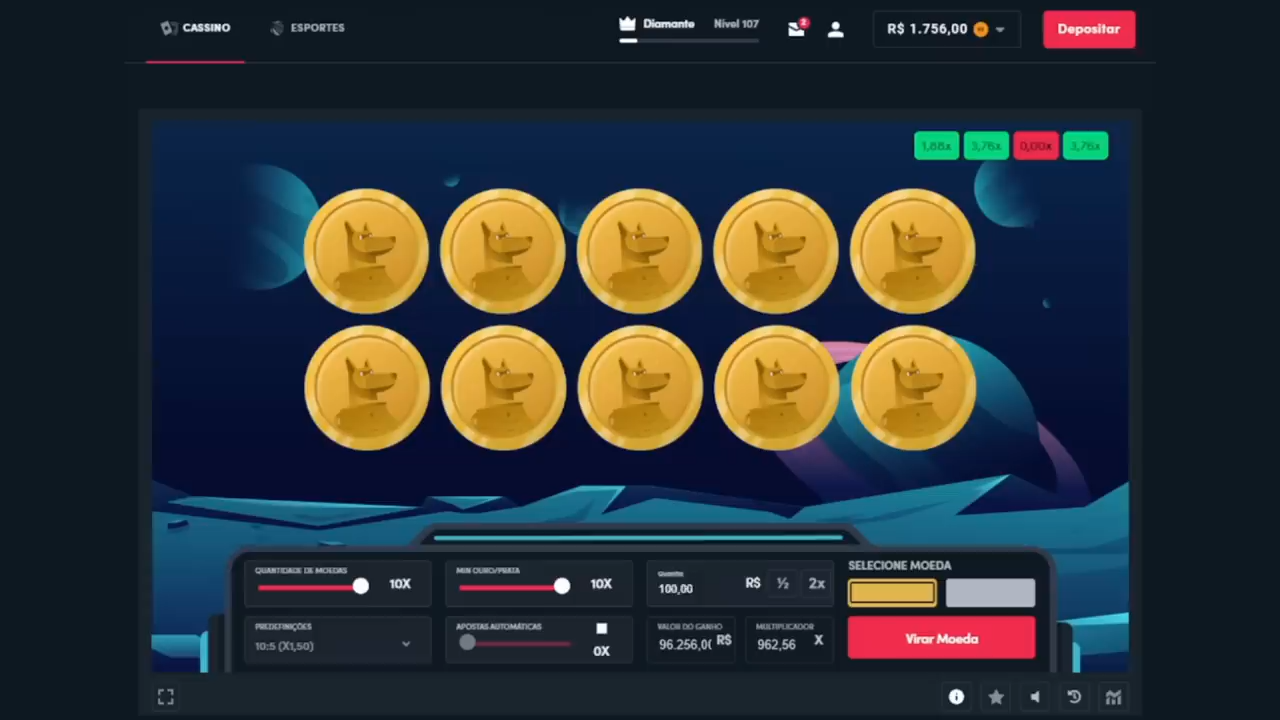 CASSINO
ESPORTES
Diamante
Nível 107
2
R$ 1.756,00
Depositar
1,88x
3,76x
0,00x
3,76x
QUANTIDADE DE MOEDAS
10X
MIN OURO/PRATA
10X
Quantia
100,00
R$
½
2x
SELECIONE MOEDA
PREDEFINIÇÕES
10:5 (X1,50)
APOSTAS AUTOMÁTICAS
0X
VALOR DO GANHO
96.256,0
R$
MULTIPLICADOR
962,56
X
Virar Moeda